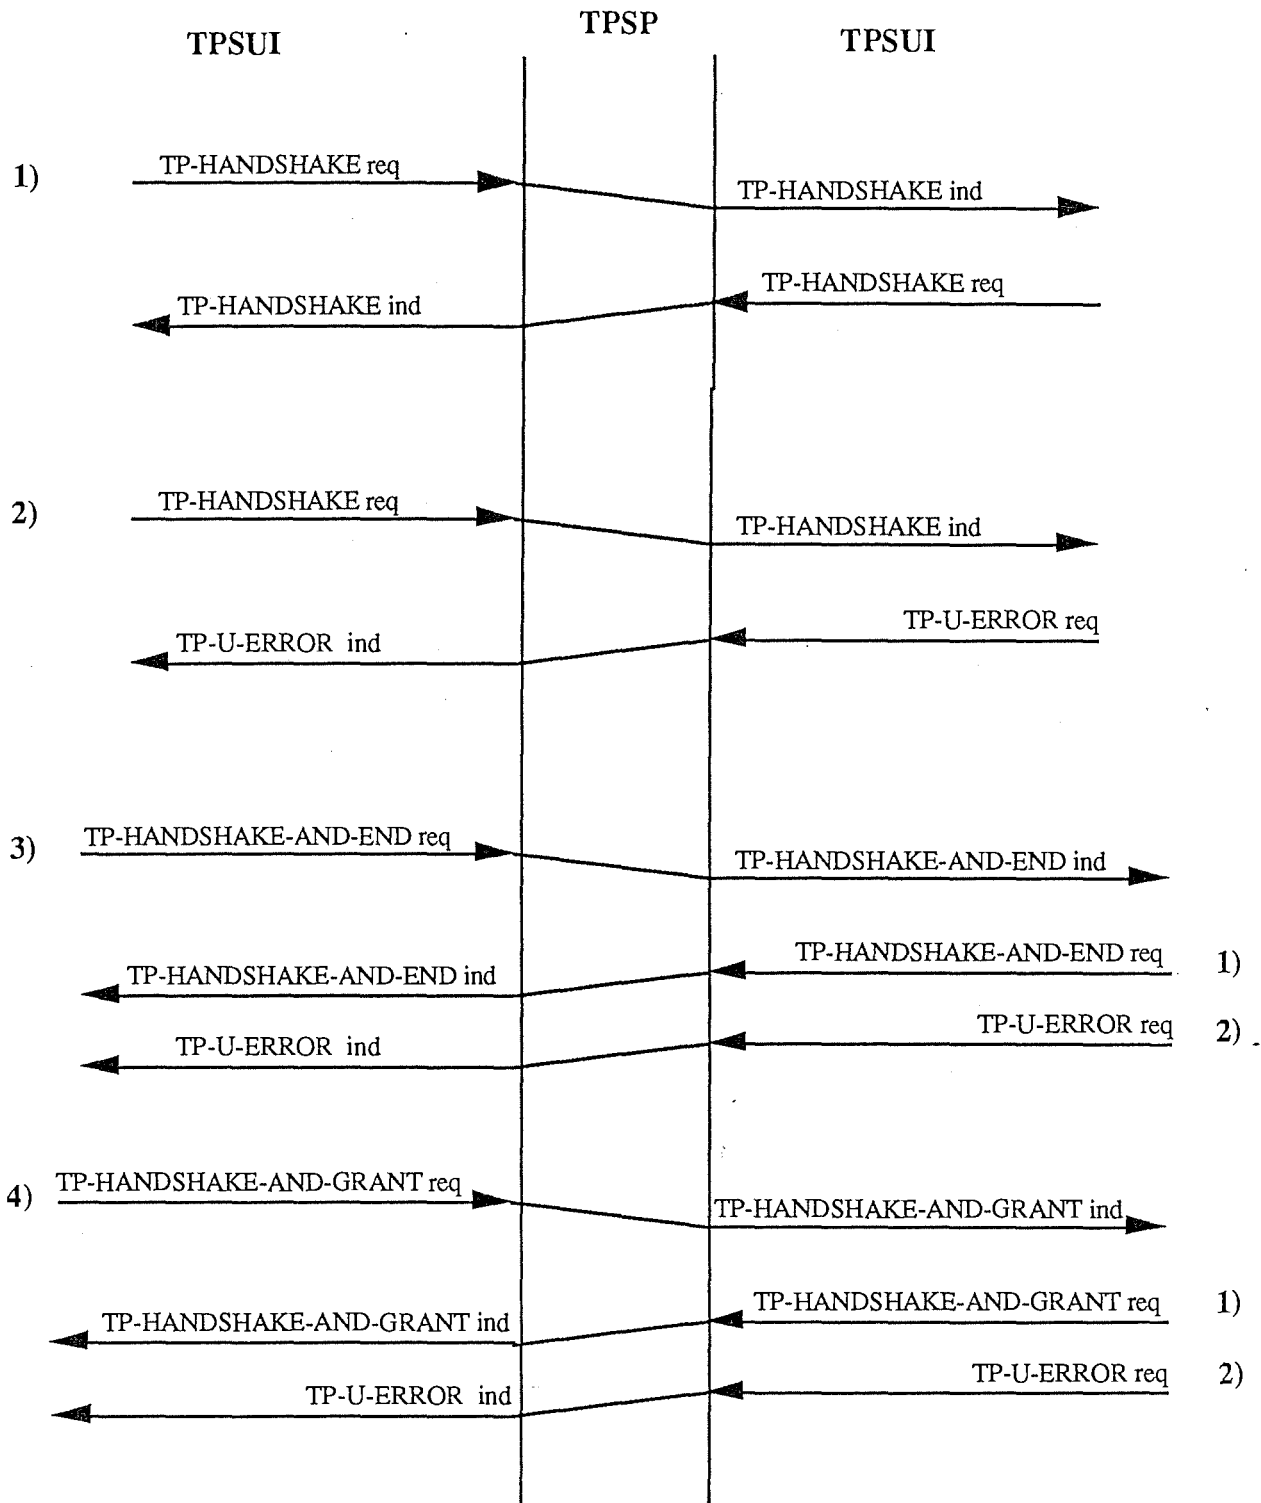 TPSUI
TPSP
TPSUI
1)
TP-HANDSHAKE req
TP-HANDSHAKE ind
TP-HANDSHAKE req
TP-HANDSHAKE ind
2)
TP-HANDSHAKE req
TP-HANDSHAKE ind
TP-U-ERROR req
TP-U-ERROR ind
3)
TP-HANDSHAKE-AND-END req
TP-HANDSHAKE-AND-END ind
TP-HANDSHAKE-AND-END req
1)
TP-HANDSHAKE-AND-END ind
TP-U-ERROR req
2)
TP-U-ERROR ind
4)
TP-HANDSHAKE-AND-GRANT req
TP-HANDSHAKE-AND-GRANT ind
TP-HANDSHAKE-AND-GRANT req
1)
TP-HANDSHAKE-AND-GRANT ind
TP-U-ERROR req
2)
TP-U-ERROR ind